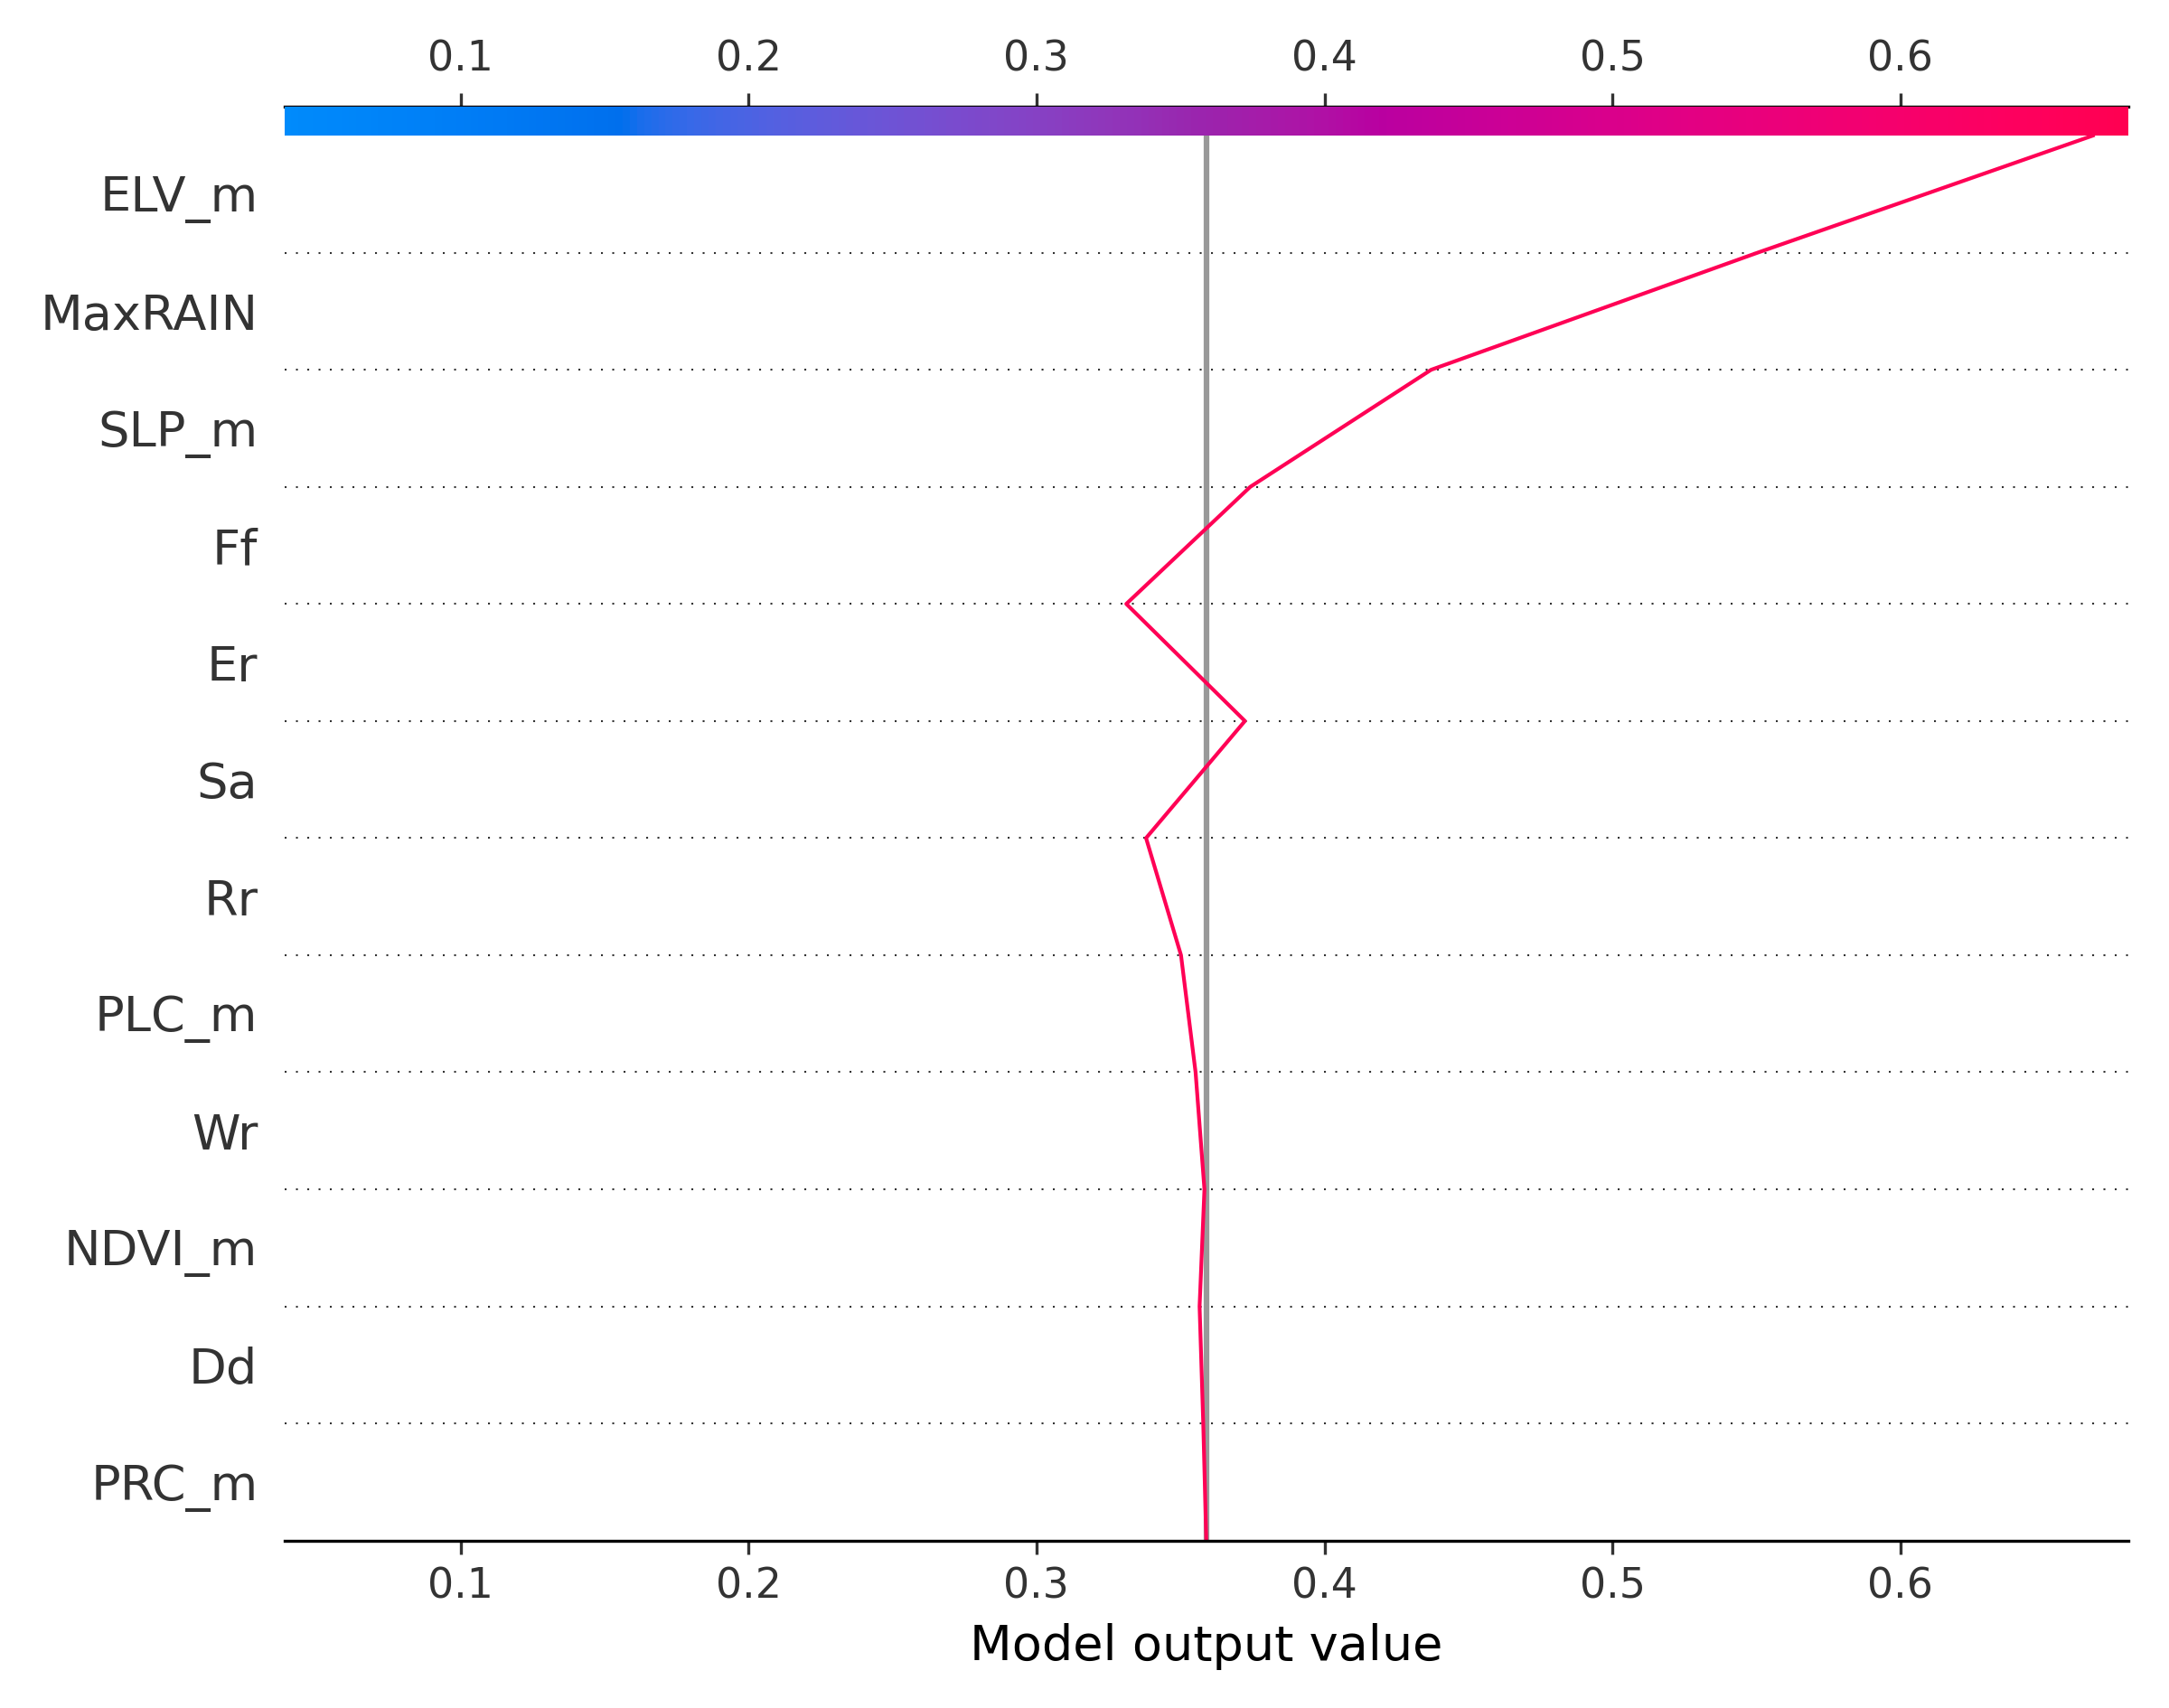 0.1 0.2 0.3 0.4 0.5 0.6
ELV_m
MaxRAIN
SLP_m
Ff
Er
Sa
Rr
PLC_m
Wr
NDVI_m
Dd
PRC_m
0.1 0.2 0.3 0.4 0.5 0.6
Model output value